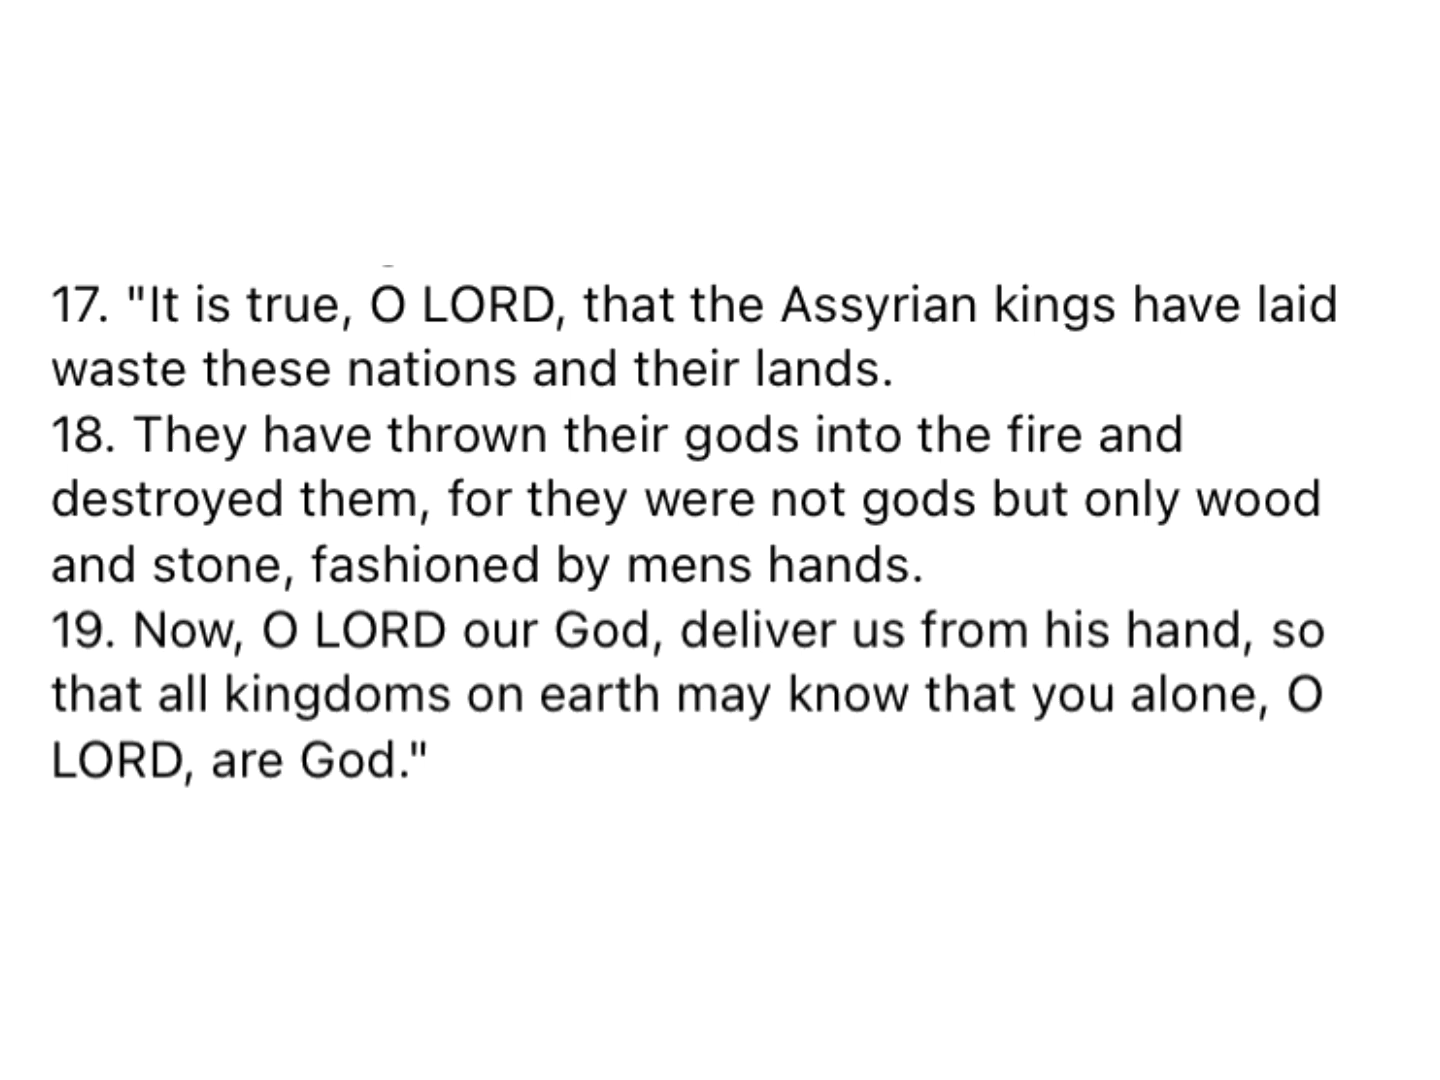 17. "It is true, O LORD, that the Assyrian kings have laid
waste these nations and their lands.
18. They have thrown their gods into the fire and
destroyed them, for they were not gods but only wood
and stone, fashioned by mens hands.
19. Now, O LORD our God, deliver us from his hand, so
that all kingdoms on earth may know that you alone, O
LORD, are God."